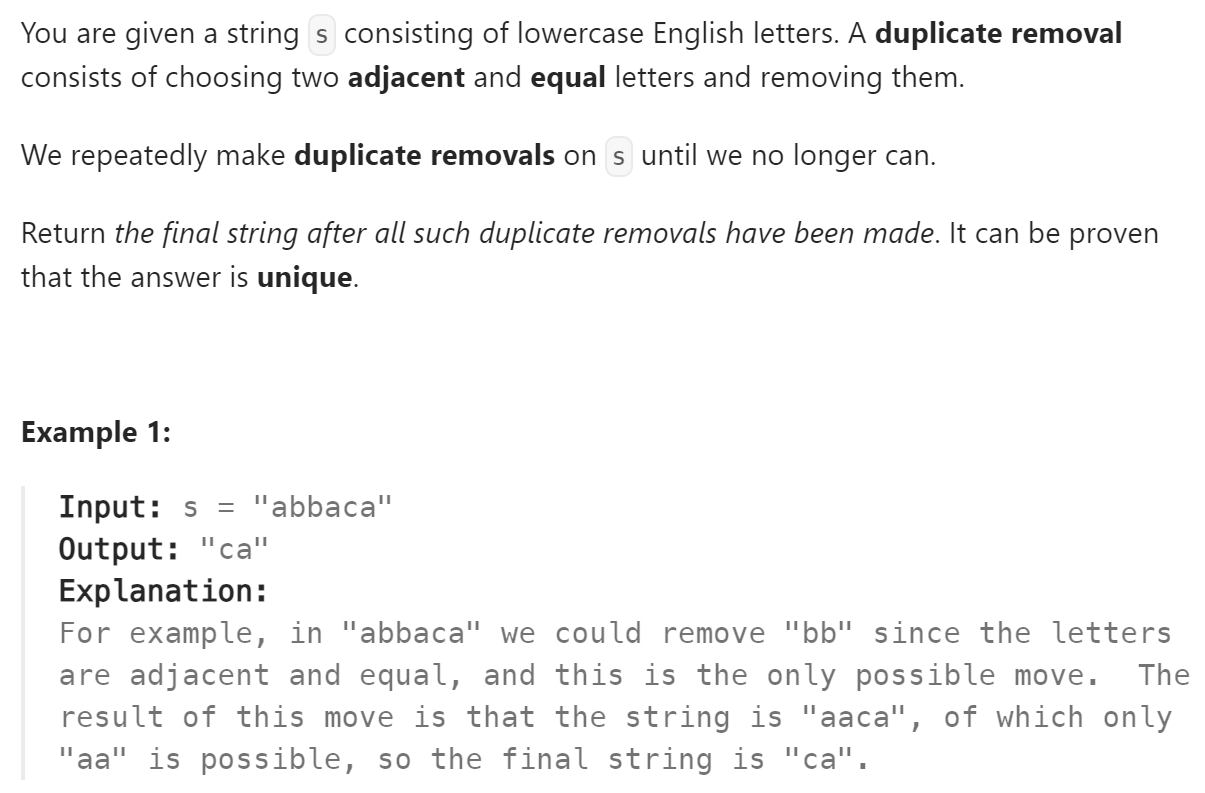 You are given a string s consisting of lowercase English letters. A duplicate removal
consists of choosing two adjacent and equal letters and removing them.
We repeatedly make duplicate removals on s until we no longer can.
Return the final string after all such duplicate removals have been made. It can be proven
that the answer is unique.
Example 1:
Input: s = "abbaca"
Output: "ca"
Explanation:
For example, in "abbaca" we could remove "bb" since the letters
are adjacent and equal, and this is the only possible move.  The
result of this move is that the string is "aaca", of which only
"aa" is possible, so the final string is "ca".